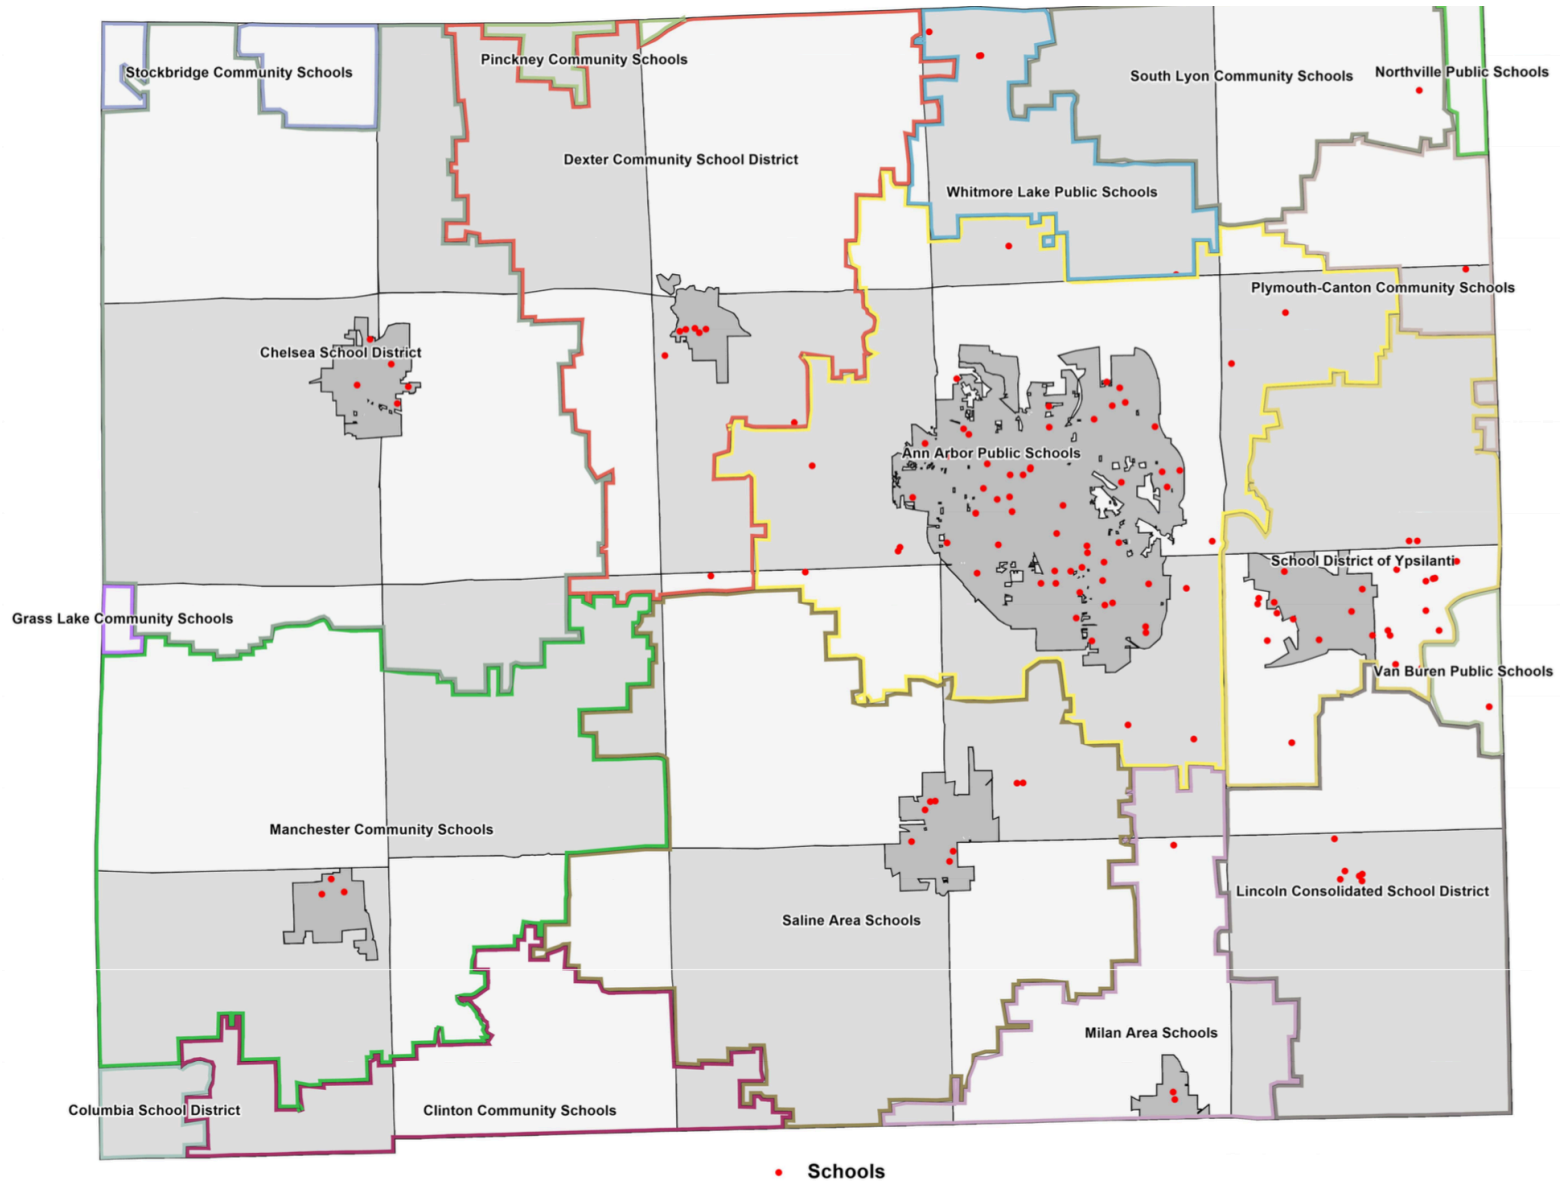 Pinckney Community Schools
Stockbridge Community Schools
Northville Public Schools
South Lyon Community Schools
Dexter Community School District
Whitmore Lake Public Schools
Plymouth-Canton Community Schools
Chelsea School District
Ann Arbor Public Schools
School District of Ypsilanti
Grass Lake Community Schools
Van Buren Public Schools
Manchester Community Schools
Lincoln Consolidated School District
Saline Area Schools
Milan Area Schools
Columbia School District
Clinton Community Schools
Schools